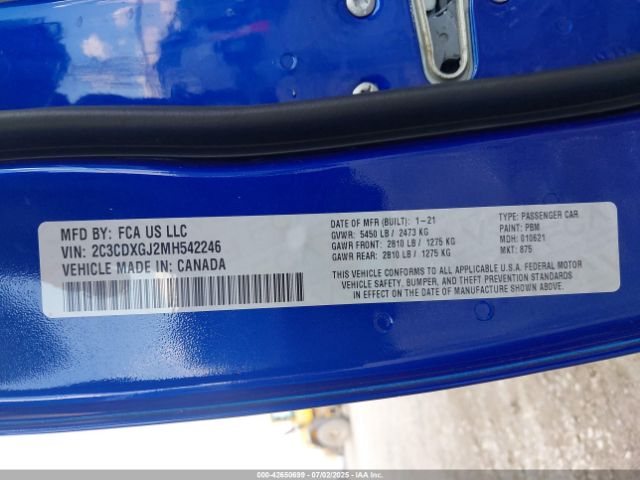 MFD BY: FCA US LLC
VIN: 2C3CDXGJ2MH542246
VEHICLE MADE IN: CANADA
DATE OF MFR (BUILT): 1-21
GVWR: 5450 LB / 2473 KG
GAWR FRONT: 2810 LB / 1275 KG
GAWR REAR: 2810 LB / 1275 KG
TYPE: PASSENGER CAR
PAINT: PBM
MDH: 010621
MKT: 875
THIS VEHICLE CONFORMS TO ALL APPLICABLE U.S.A. FEDERAL MOTOR
VEHICLE SAFETY, BUMPER, AND THEFT PREVENTION STANDARDS
IN EFFECT ON THE DATE OF MANUFACTURE SHOWN ABOVE.
000-42650699 - 07/02/2025 - IAAI.COM